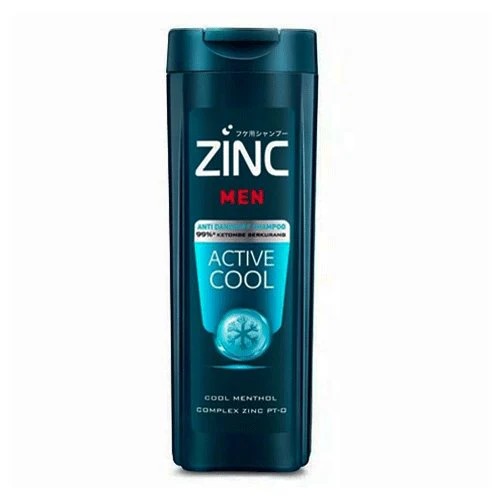 フケ用シャンプー
ZINC
MEN
ANTI DANDRUFF SHAMPOO
99%* KETOMBE BERKURANG
ACTIVE
COOL
COOL MENTHOL
COMPLEX ZINC PT-O